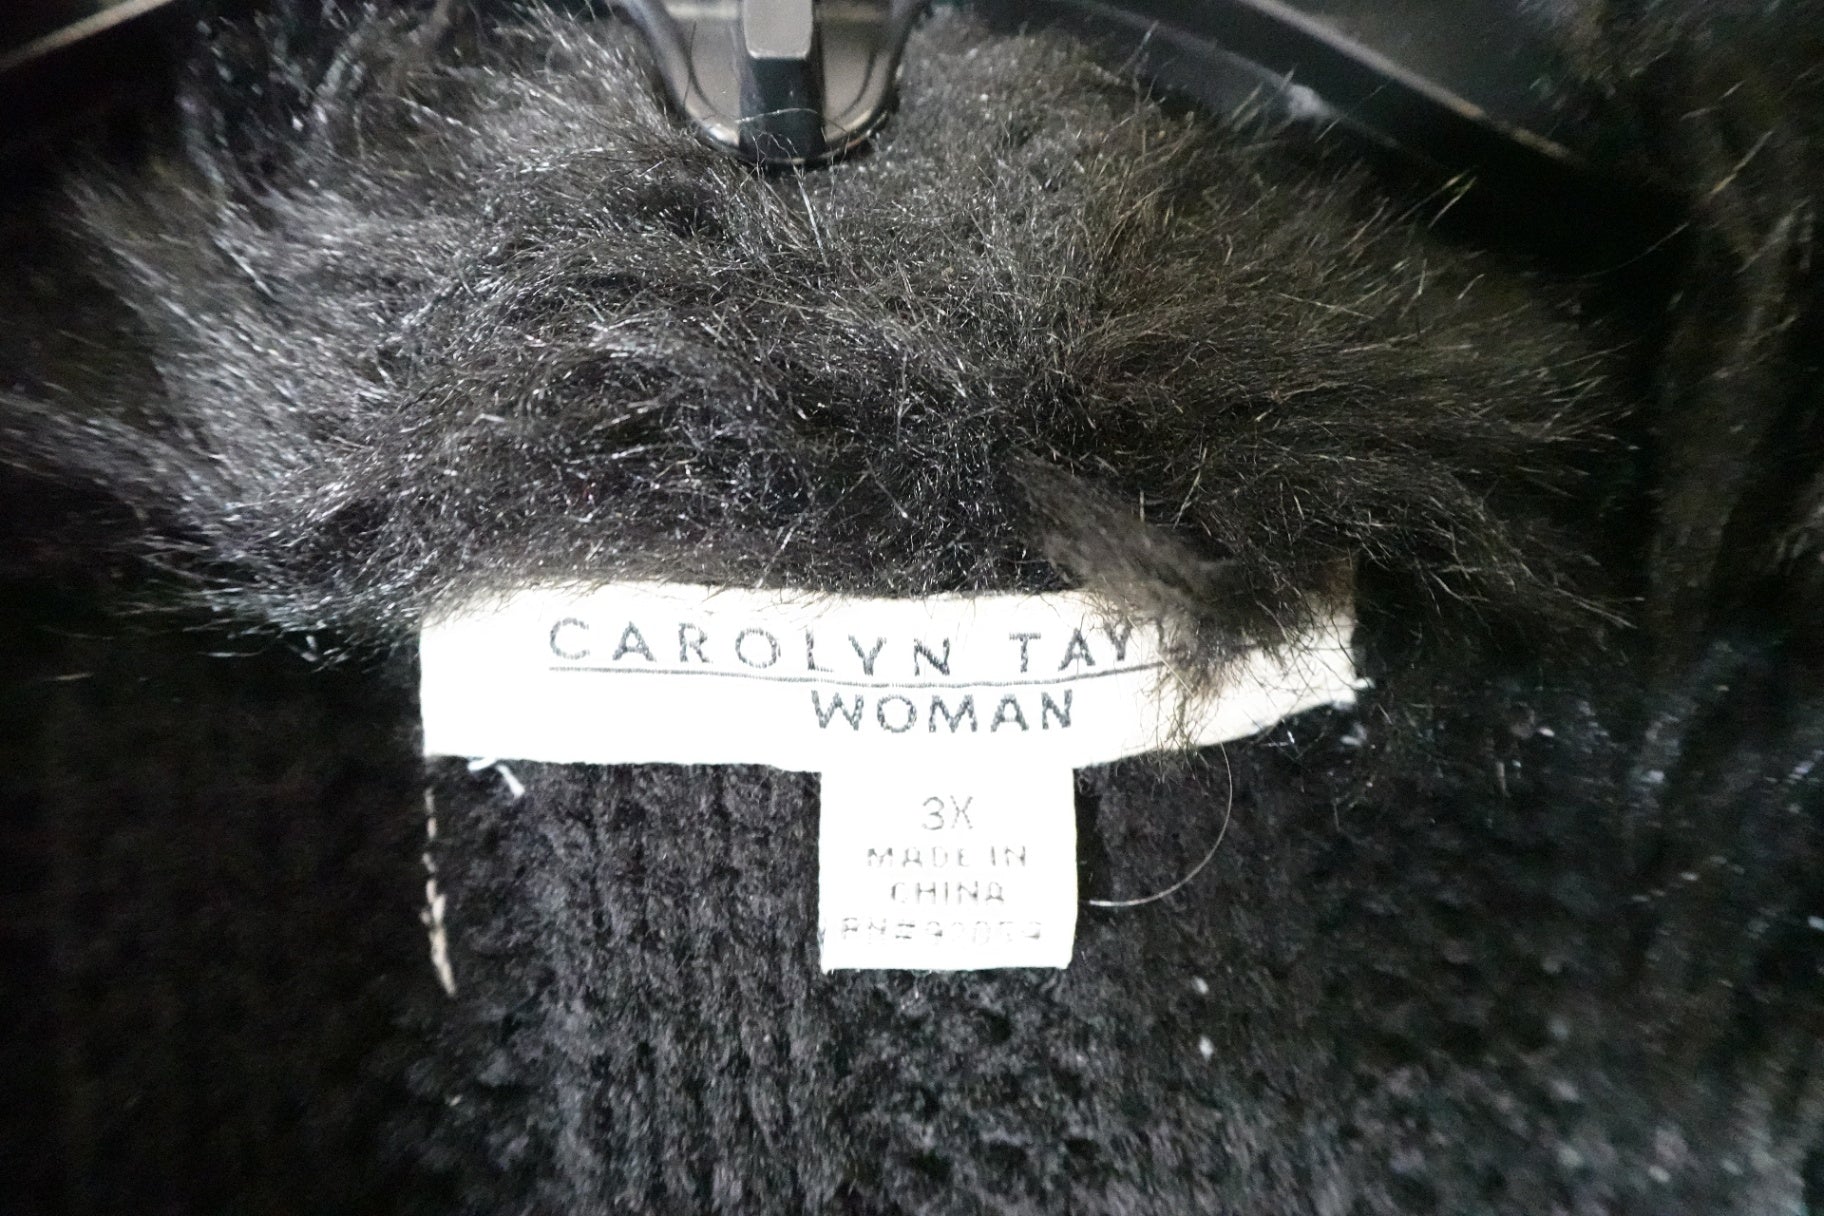 CAROLYN TAY
WOMAN
3X
MADE IN
CHINA